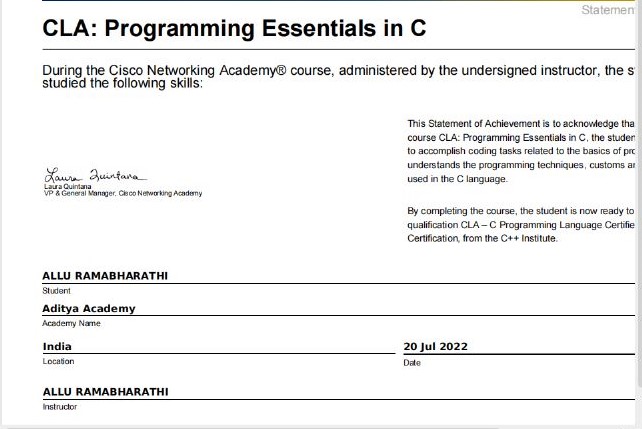 Statemen
CLA: Programming Essentials in C
During the Cisco Networking Academy® course, administered by the undersigned instructor, the s
studied the following skills:
This Statement of Achievement is to acknowledge tha
course CLA: Programming Essentials in C, the studen
to accomplish coding tasks related to the basics of pro
understands the programming techniques, customs ar
used in the C language.
Laura Quintana
Laura Quintana
VP & General Manager, Cisco Networking Academy
By completing the course, the student is now ready to
qualification CLA – C Programming Language Certifie
Certification, from the C++ Institute.
ALLU RAMABHARATHI
Student
Aditya Academy
Academy Name
India
Location
20 Jul 2022
Date
ALLU RAMABHARATHI
Instructor